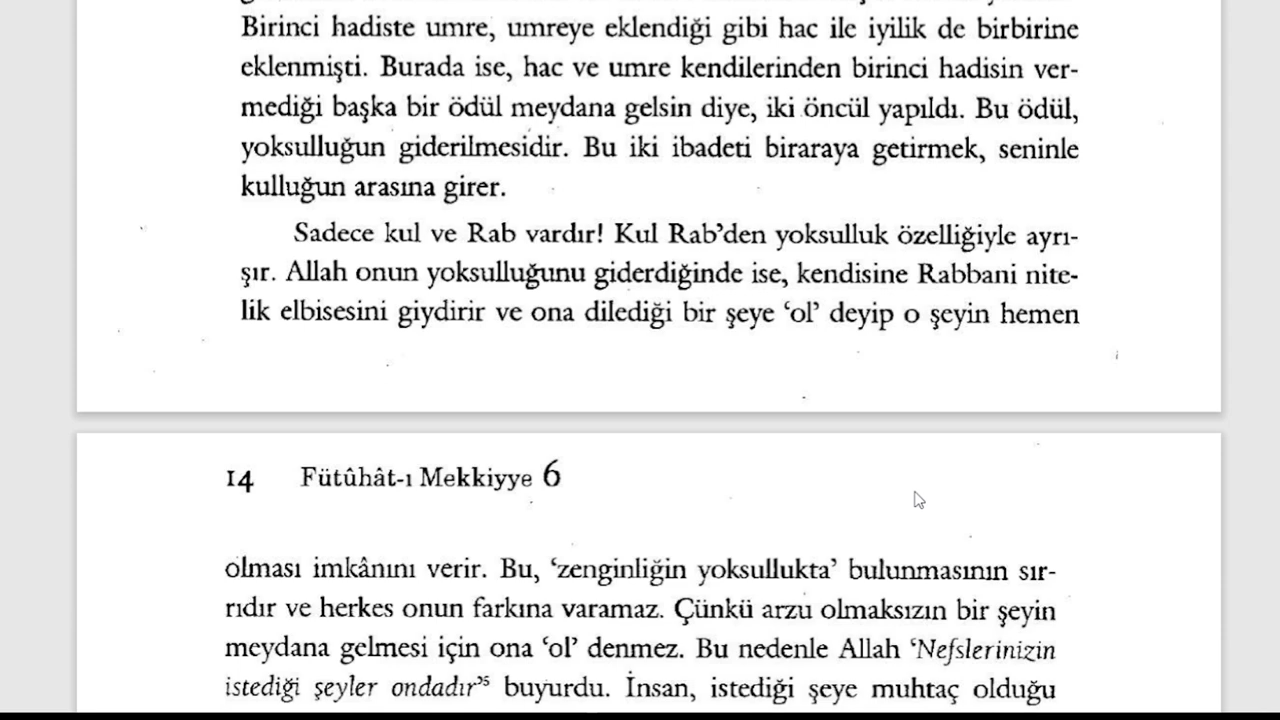 Birinci hadiste umre, umreye eklendiği gibi hac ile iyilik de birbirine
eklenmişti. Burada ise, hac ve umre kendilerinden birinci hadisin ver-
mediği başka bir ödül meydana gelsin diye, iki öncül yapıldı. Bu ödül,
yoksulluğun giderilmesidir. Bu iki ibadeti biraraya getirmek, seninle
kulluğun arasına girer.
Sadece kul ve Rab vardır! Kul Rab'den yoksulluk özelliğiyle ayrı-
şır. Allah onun yoksulluğunu giderdiğinde ise, kendisine Rabbani nite-
lik elbisesini giydirir ve ona dilediği bir şeye 'ol' deyip o şeyin hemen
14 Fütûhât-ı Mekkiyye 6
olması imkânını verir. Bu, 'zenginliğin yoksullukta' bulunmasının sır-
rıdır ve herkes onun farkına varamaz. Çünkü arzu olmaksızın bir şeyin
meydana gelmesi için ona 'ol' denmez. Bu nedenle Allah 'Nefslerinizin
istediği şeyler ondadır'⁵ buyurdu. İnsan, istediği şeye muhtaç olduğu